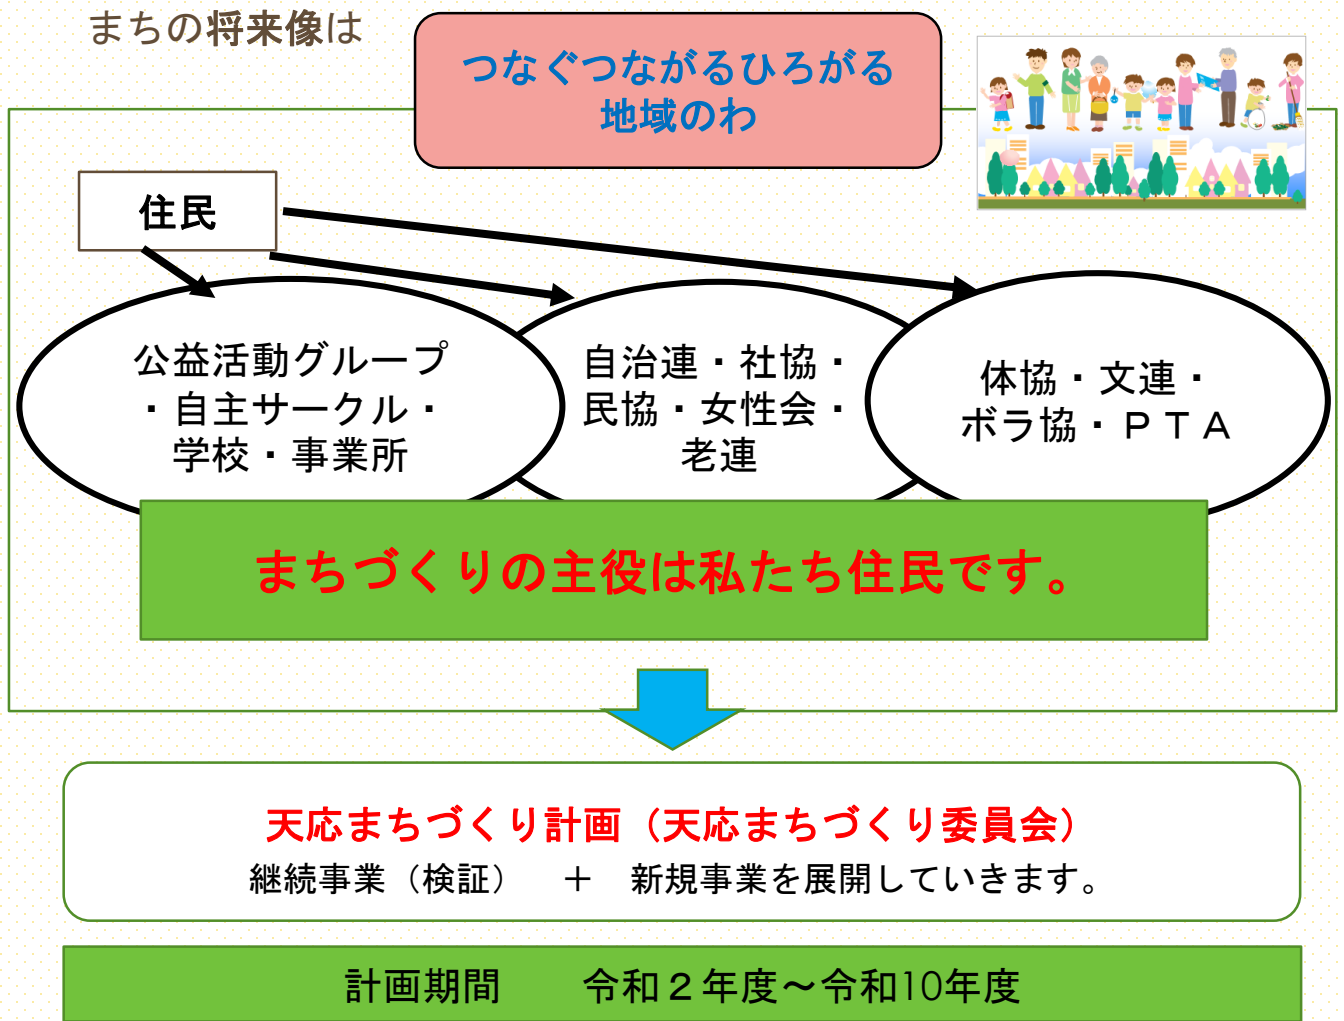 まちの将来像は
つなぐつながるひろがる
地域のわ
住民
公益活動グループ
・自主サークル・
学校・事業所
自治連・社協・
民協・女性会・
老連
体協・文連・
ボラ協・ＰＴＡ
まちづくりの主役は私たち住民です。
天応まちづくり計画（天応まちづくり委員会）
継続事業（検証）　＋　新規事業を展開していきます。
計画期間　　令和２年度～令和10年度